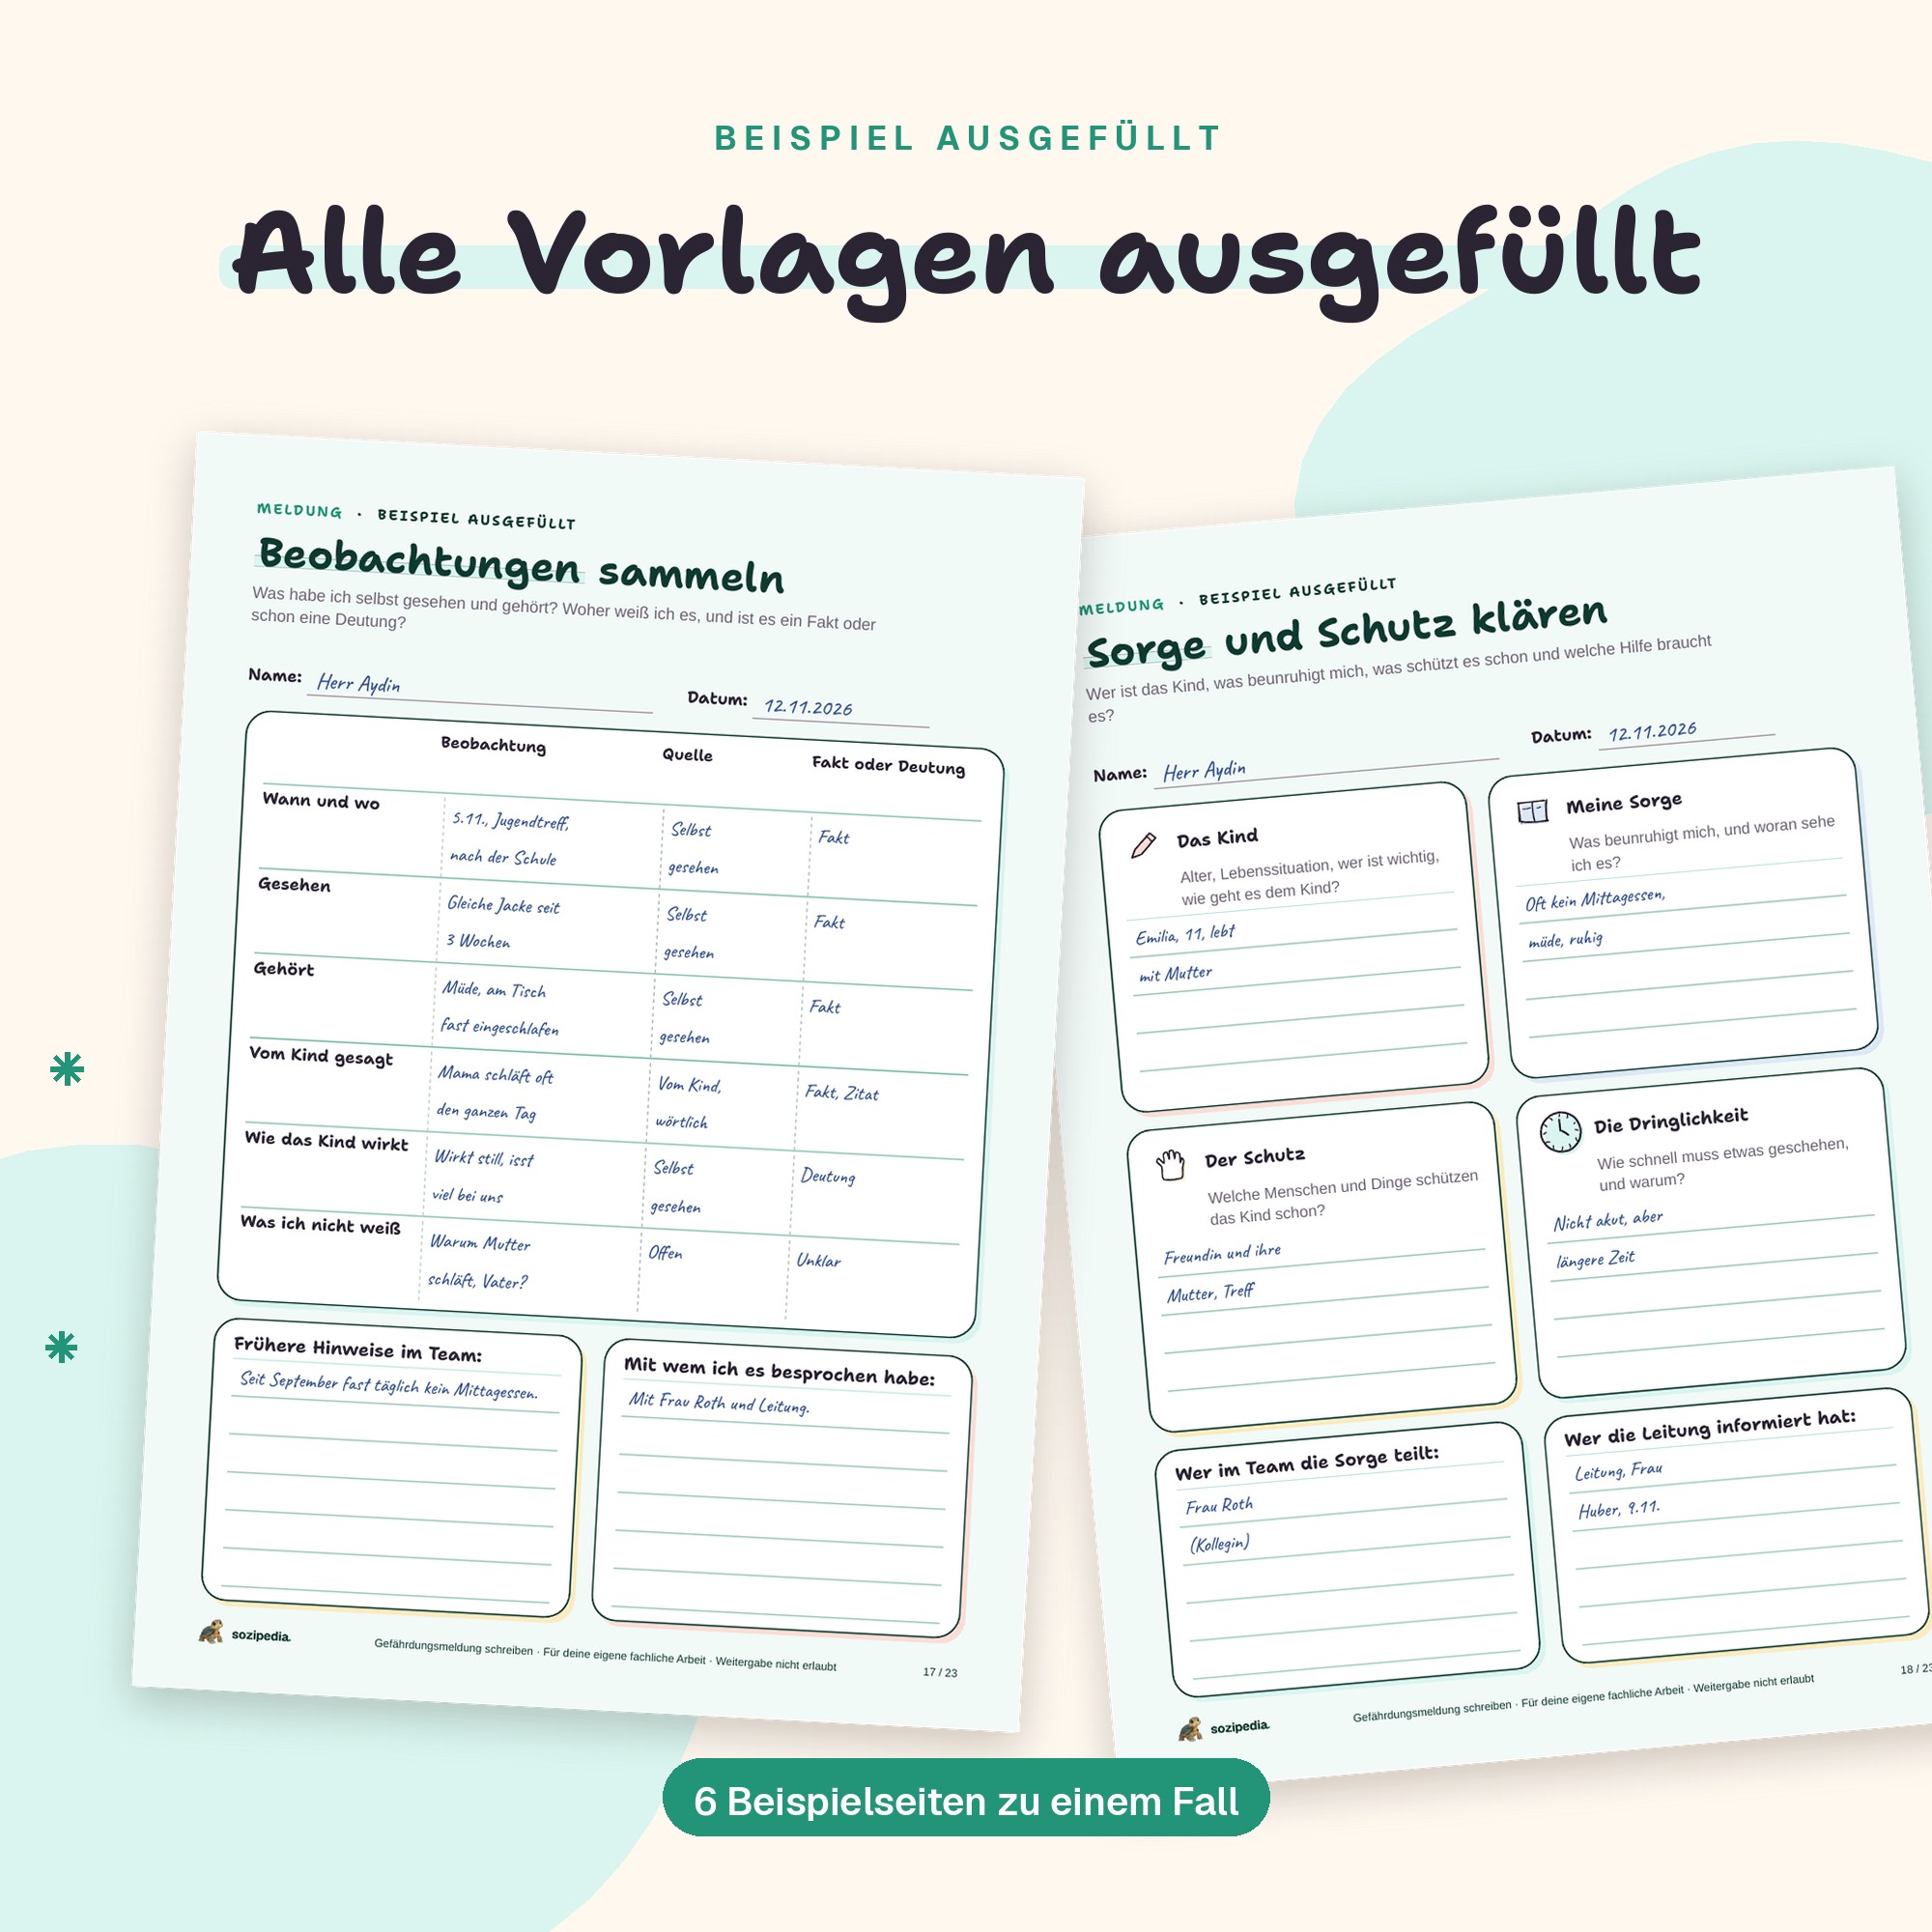 BEISPIEL AUSGEFÜLLT
Alle Vorlagen ausgefüllt
MELDUNG · BEISPIEL AUSGEFÜLLT
Beobachtungen sammeln
Was habe ich selbst gesehen und gehört? Woher weiß ich es, und ist es ein Fakt oder
schon eine Deutung?
Name: Herr Aydin Datum: 12.11.2026
Beobachtung Quelle Fakt oder Deutung
Wann und wo 5.11., Jugendtreff, Selbst Fakt
nach der Schule gesehen
Gesehen Gleiche Jacke seit Selbst Fakt
3 Wochen gesehen
Gehört Müde, am Tisch Selbst Fakt
fast eingeschlafen gesehen
Vom Kind gesagt Mama schläft oft Vom Kind, Fakt, Zitat
den ganzen Tag wörtlich
Wie das Kind wirkt Wirkt still, isst Selbst Deutung
viel bei uns gesehen
Was ich nicht weiß Warum Mutter Offen Unklar
schläft, Vater?
Frühere Hinweise im Team:
Seit September fast täglich kein Mittagessen.
Mit wem ich es besprochen habe:
Mit Frau Roth und Leitung.
sozipedia. Gefährdungsmeldung schreiben · Für deine eigene fachliche Arbeit · Weitergabe nicht erlaubt 17 / 23
MELDUNG · BEISPIEL AUSGEFÜLLT
Sorge und Schutz klären
Wer ist das Kind, was beunruhigt mich, was schützt es schon und welche Hilfe braucht
es?
Name: Herr Aydin Datum: 12.11.2026
Das Kind
Alter, Lebenssituation, wer ist wichtig,
wie geht es dem Kind?
Emilia, 11, lebt
mit Mutter
Meine Sorge
Was beunruhigt mich, und woran sehe
ich es?
Oft kein Mittagessen,
müde, ruhig
Der Schutz
Welche Menschen und Dinge schützen
das Kind schon?
Freundin und ihre
Mutter, Treff
Die Dringlichkeit
Wie schnell muss etwas geschehen,
und warum?
Nicht akut, aber
längere Zeit
Wer im Team die Sorge teilt:
Frau Roth
(Kollegin)
Wer die Leitung informiert hat:
Leitung, Frau
Huber, 9.11.
sozipedia. Gefährdungsmeldung schreiben · Für deine eigene fachliche Arbeit · Weitergabe nicht erlaubt 18 / 23
6 Beispielseiten zu einem Fall